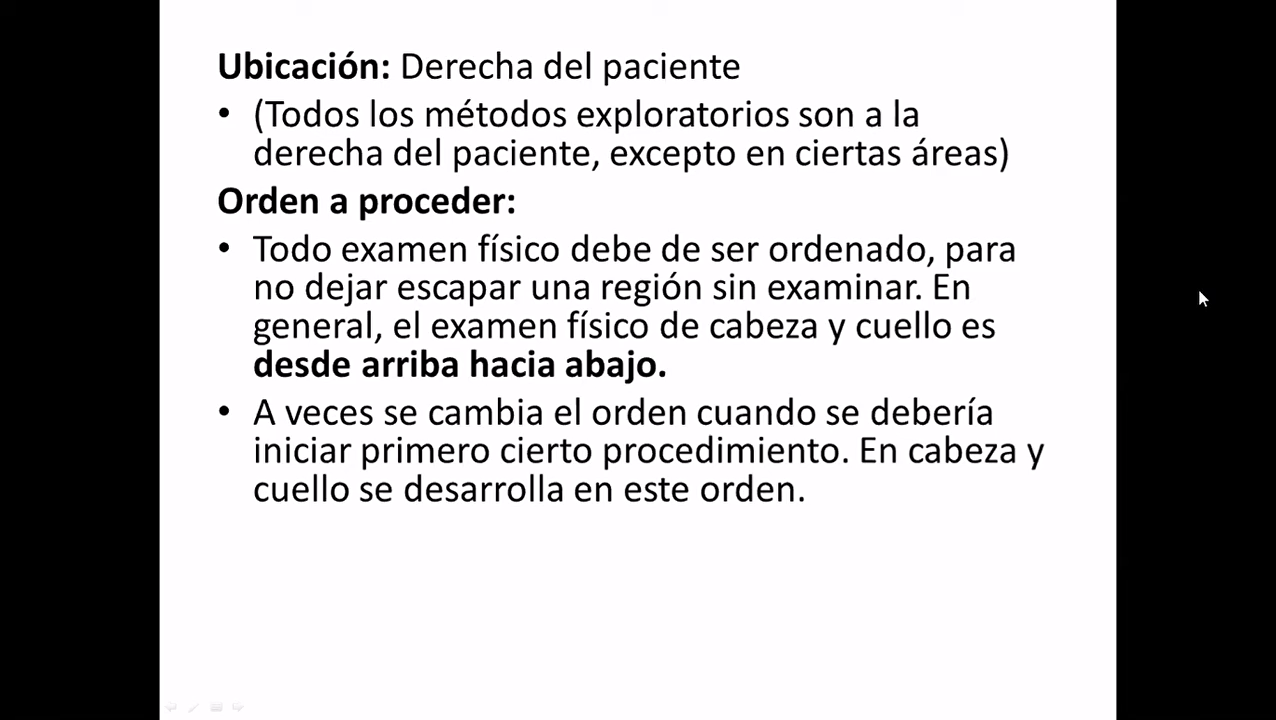 Ubicación: Derecha del paciente
• (Todos los métodos exploratorios son a la
derecha del paciente, excepto en ciertas áreas)
Orden a proceder:
• Todo examen físico debe de ser ordenado, para
no dejar escapar una región sin examinar. En
general, el examen físico de cabeza y cuello es
desde arriba hacia abajo.
• A veces se cambia el orden cuando se debería
iniciar primero cierto procedimiento. En cabeza y
cuello se desarrolla en este orden.